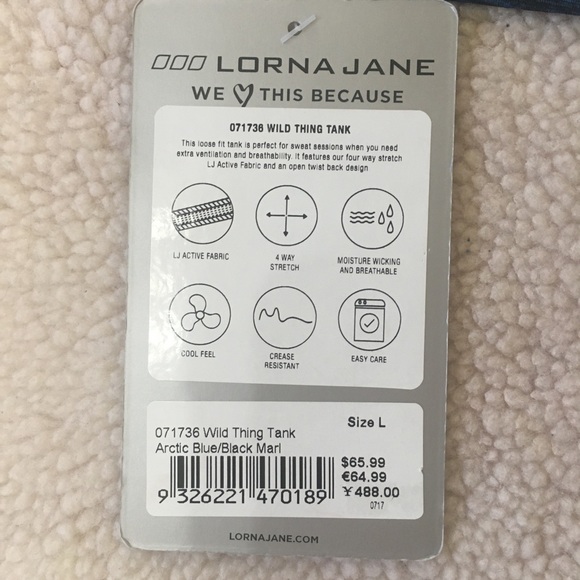 LORNA JANE
WE THIS BECAUSE
071736 WILD THING TANK
This loose fit tank is perfect for sweat sessions when you need
extra ventilation and breathability. It features our four way stretch
LJ Active Fabric and an open twist back design
LJ ACTIVE FABRIC
4 WAY
STRETCH
MOISTURE WICKING
AND BREATHABLE
COOL FEEL
CREASE
RESISTANT
EASY CARE
Size L
071736 Wild Thing Tank
Arctic Blue/Black Marl
$65.99
€64.99
¥488.00
0717
9 326221 470189
LORNAJANE.COM